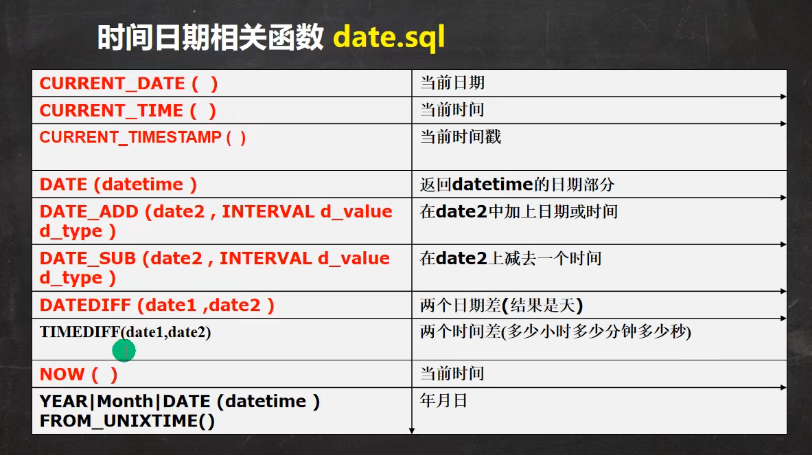 时间日期相关函数 date.sql
CURRENT_DATE (  )
当前日期
CURRENT_TIME (  )
当前时间
CURRENT_TIMESTAMP (  )
当前时间戳
DATE (datetime )
返回datetime的日期部分
DATE_ADD (date2 , INTERVAL d_value
d_type )
在date2中加上日期或时间
DATE_SUB (date2 , INTERVAL d_value
d_type )
在date2上减去一个时间
DATEDIFF (date1 ,date2 )
两个日期差(结果是天)
TIMEDIFF(date1,date2)
两个时间差(多少小时多少分钟多少秒)
NOW (  )
当前时间
YEAR|Month|DATE (datetime )
FROM_UNIXTIME()
年月日